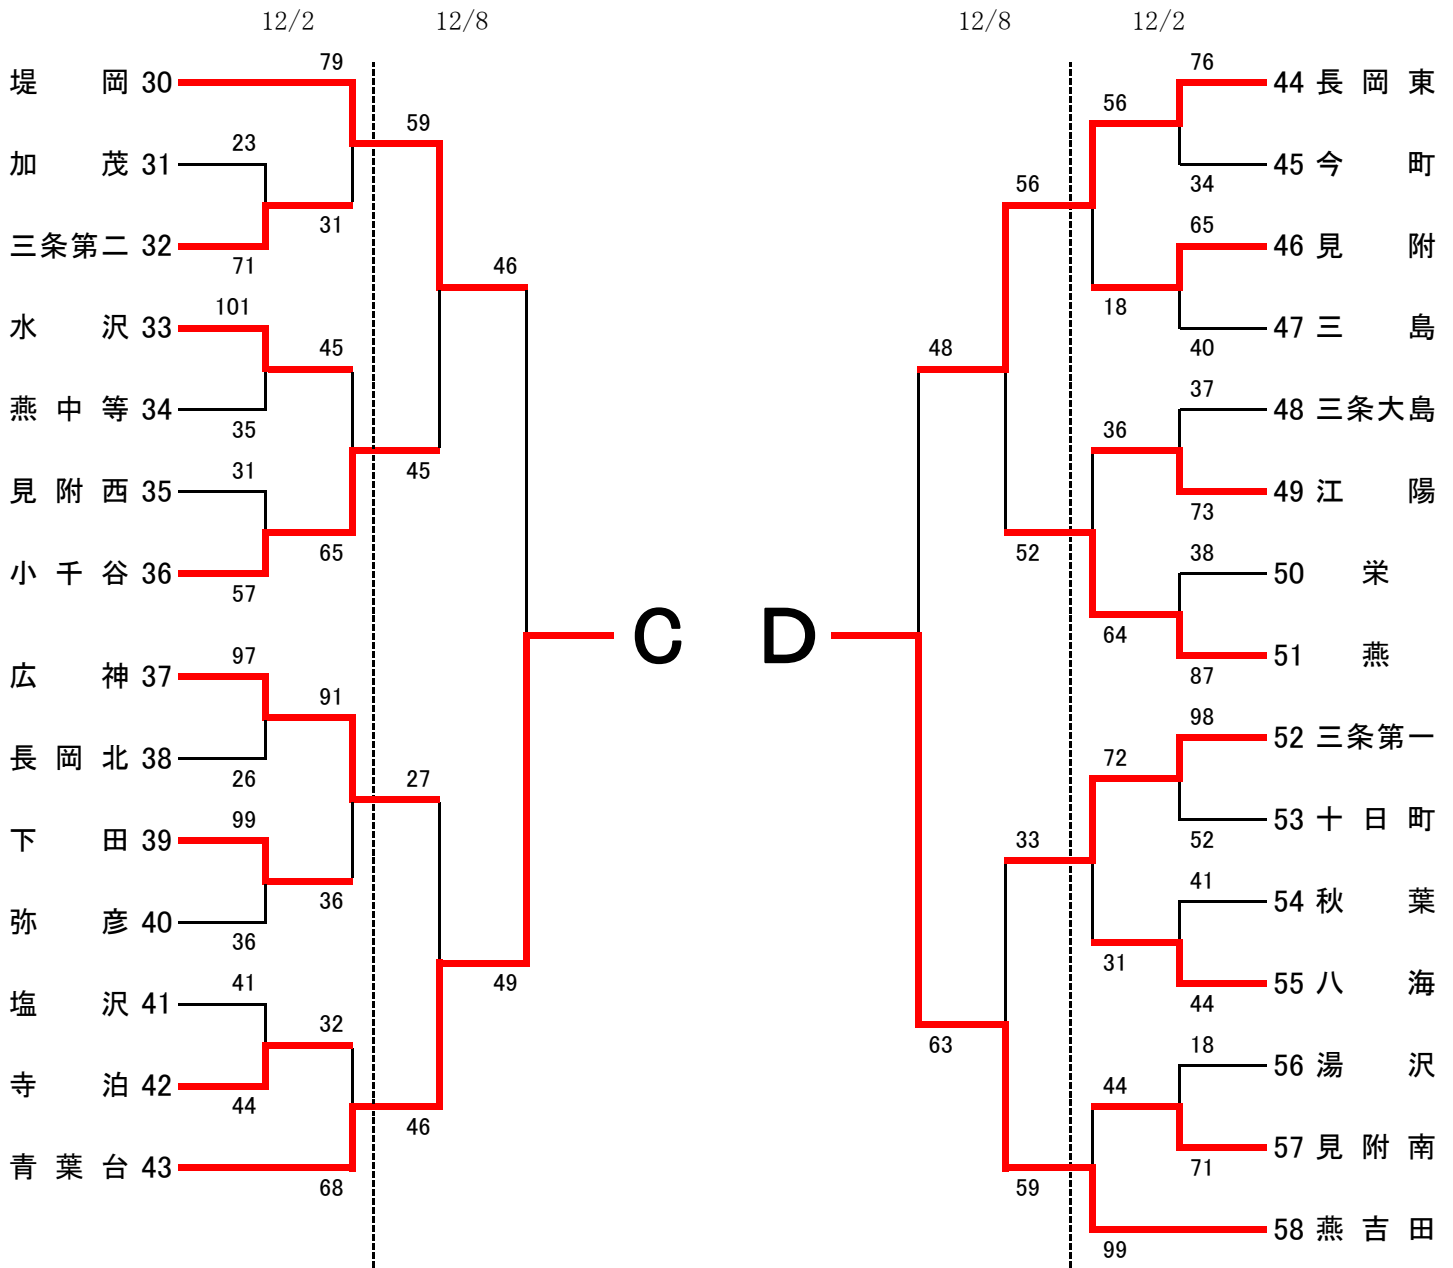 12/2 12/8 12/8 12/2
79 76
堤岡 30 44 長岡東
59 56
23 34
加茂 31 45 今町
31 56
三条第二 32 65 46 見附
71 46
101 18
水沢 33 47 三島
45 48 40
37
燕中等 34 48 三条大島
35 36
31 45
見附西 35 49 江陽
73
65 52 38
小千谷 36 50 栄
57
C D
64
97 51 燕
広神 37 87
91 98
長岡北 38 52 三条第一
26 27 72
99 33
下田 39 53 十日町
52
36 41
弥彦 40 54 秋葉
36
41 49 31
塩沢 41 55 八海
44
32 63 18
寺泊 42 56 湯沢
44 44
46
青葉台 43 57 見附南
68 59 71
58 燕吉田
99